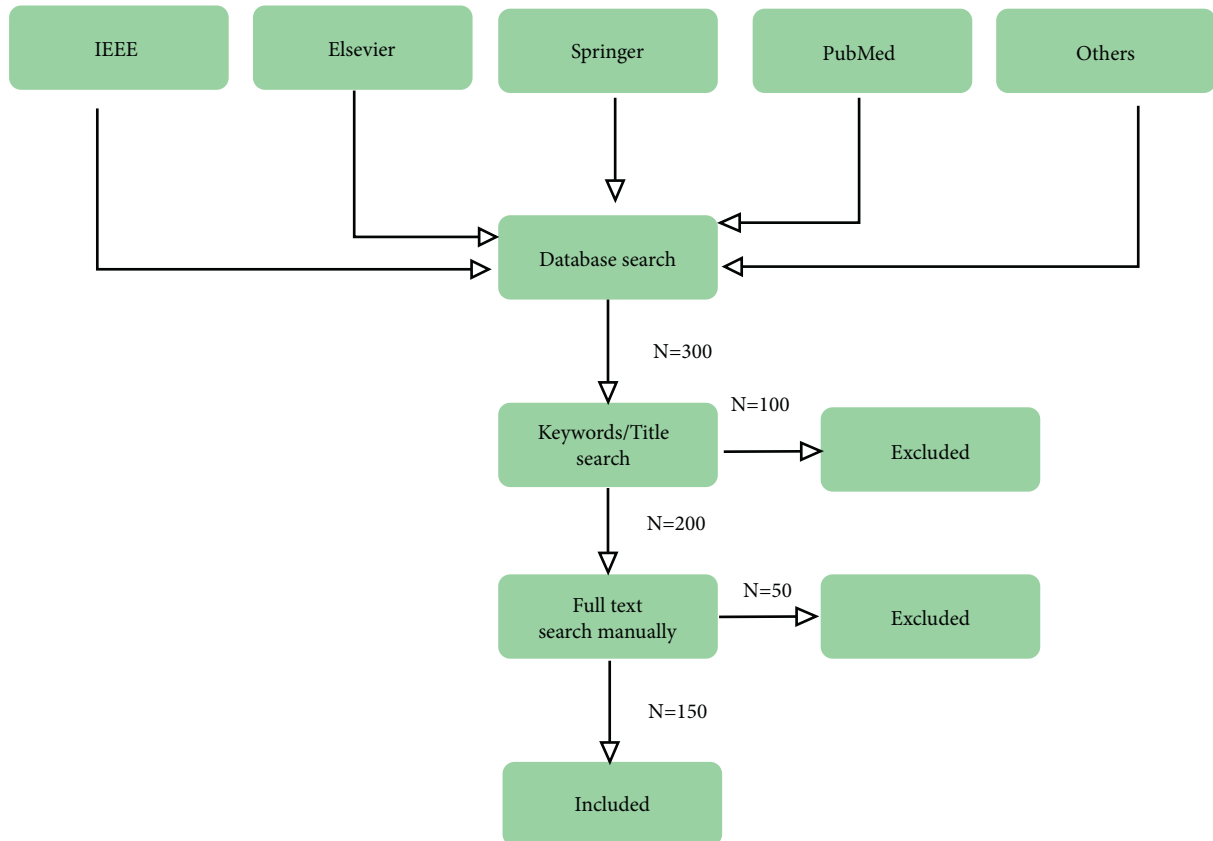 IEEE
Elsevier
Springer
PubMed
Others
Database search
N=300
Keywords/Title
search
N=100
Excluded
N=200
Full text
search manually
N=50
Excluded
N=150
Included